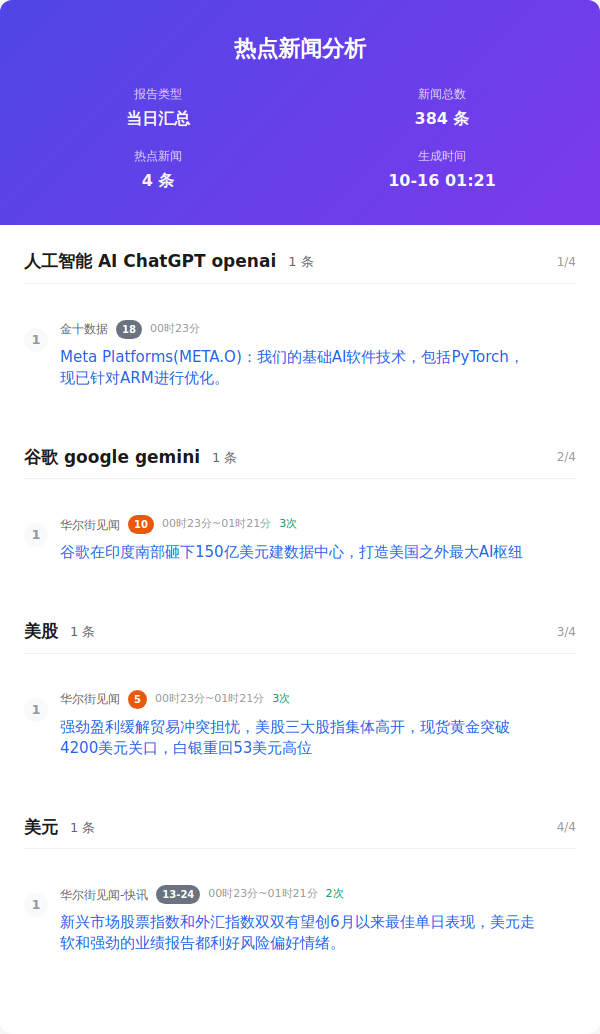 热点新闻分析
报告类型
新闻总数
当日汇总
384 条
热点新闻
生成时间
4 条
10-16 01:21
人工智能 AI ChatGPT openai 1 条 1/4
1
金十数据 18 00时23分
Meta Platforms(META.O)：我们的基础AI软件技术，包括PyTorch，
现已针对ARM进行优化。
谷歌 google gemini 1 条 2/4
1
华尔街见闻 10 00时23分~01时21分 3次
谷歌在印度南部砸下150亿美元建数据中心，打造美国之外最大AI枢纽
美股 1 条 3/4
1
华尔街见闻 5 00时23分~01时21分 3次
强劲盈利缓解贸易冲突担忧，美股三大股指集体高开，现货黄金突破
4200美元关口，白银重回53美元高位
美元 1 条 4/4
1
华尔街见闻-快讯 13-24 00时23分~01时21分 2次
新兴市场股票指数和外汇指数双双有望创6月以来最佳单日表现，美元走
软和强劲的业绩报告都利好风险偏好情绪。